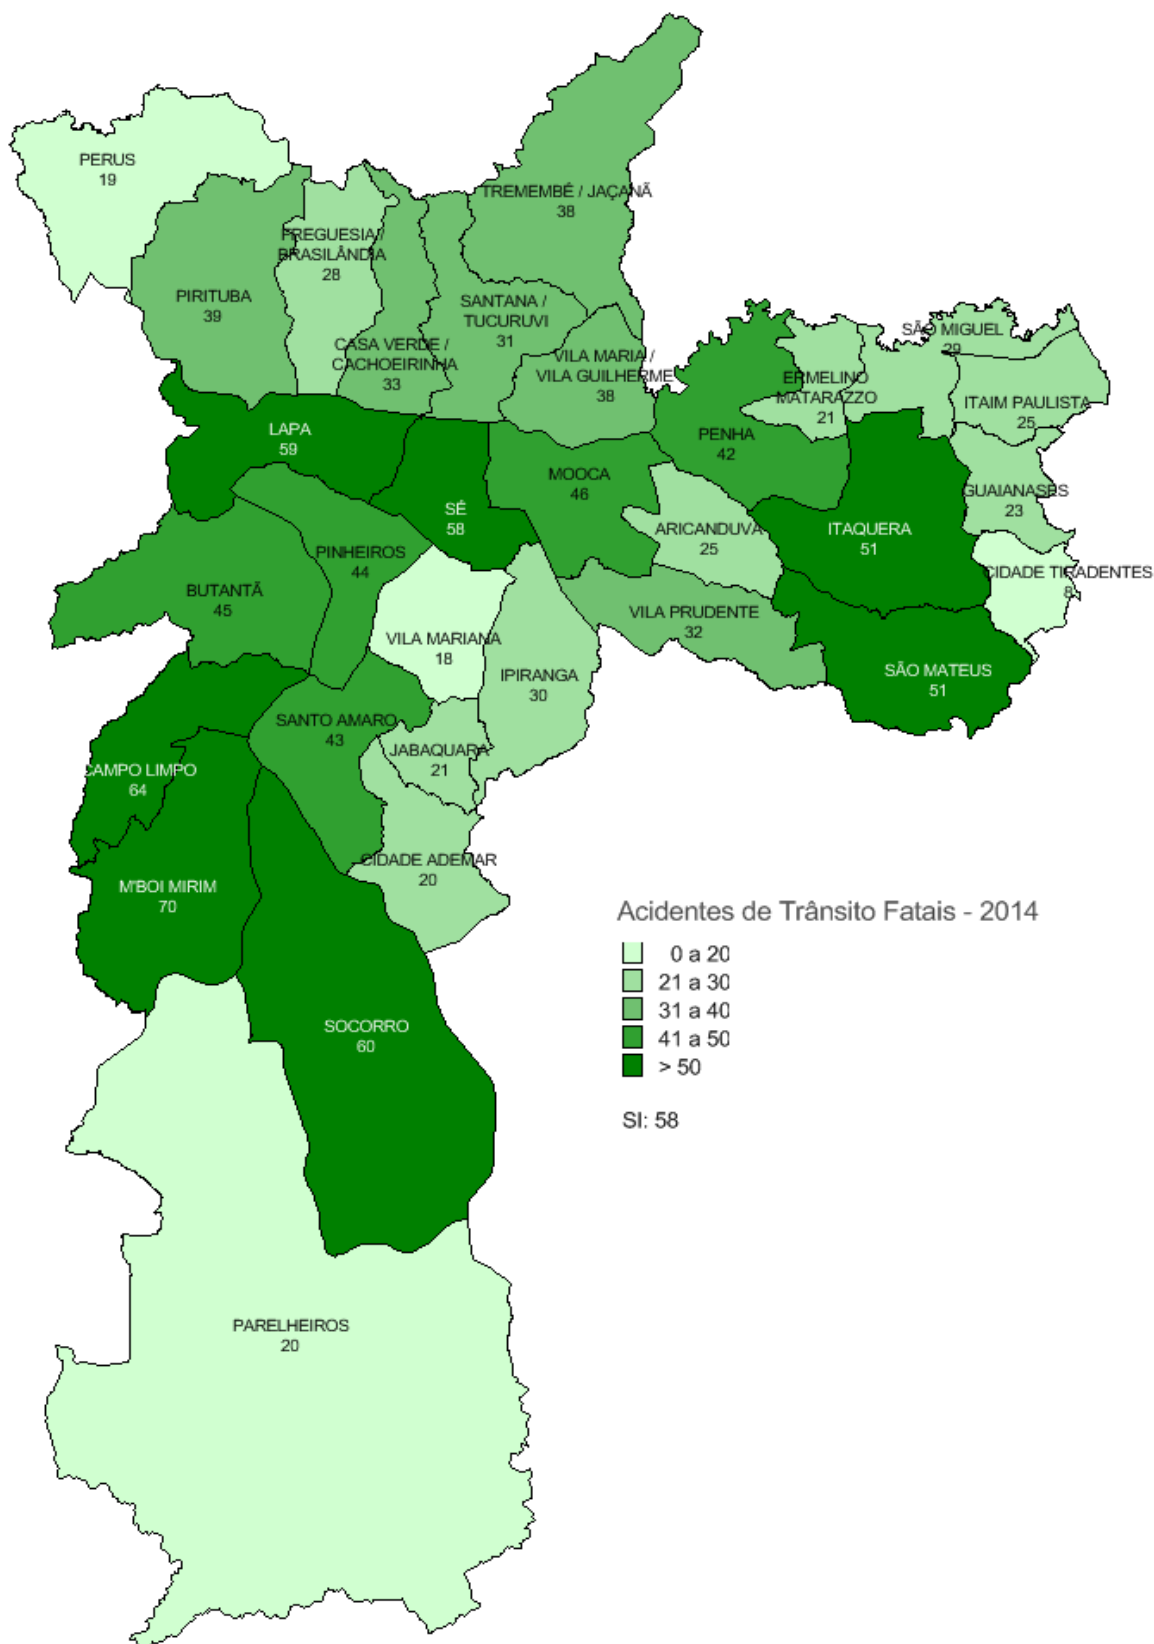 PERUS
19
TREMEMBÉ / JAÇANÃ
38
FREGUESIA /
BRASILÂNDIA
28
PIRITUBA
39
SANTANA /
TUCURUVI
31
CASA VERDE /
CACHOEIRINHA
33
VILA MARIA /
VILA GUILHERME
38
SÃO MIGUEL
29
ERMELINO
MATARAZZO
21
ITAIM PAULISTA
25
LAPA
59
PENHA
42
MOOCA
46
GUAIANASES
23
SÉ
58
ARICANDUVA
25
ITAQUERA
51
PINHEIROS
44
CIDADE TIRADENTES
8
BUTANTÃ
45
VILA PRUDENTE
32
VILA MARIANA
18
IPIRANGA
30
SÃO MATEUS
51
SANTO AMARO
43
JABAQUARA
21
CAMPO LIMPO
64
CIDADE ADEMAR
20
M'BOI MIRIM
70
SOCORRO
60
PARELHEIROS
20
Acidentes de Trânsito Fatais - 2014
0 a 20
21 a 30
31 a 40
41 a 50
> 50
SI: 58